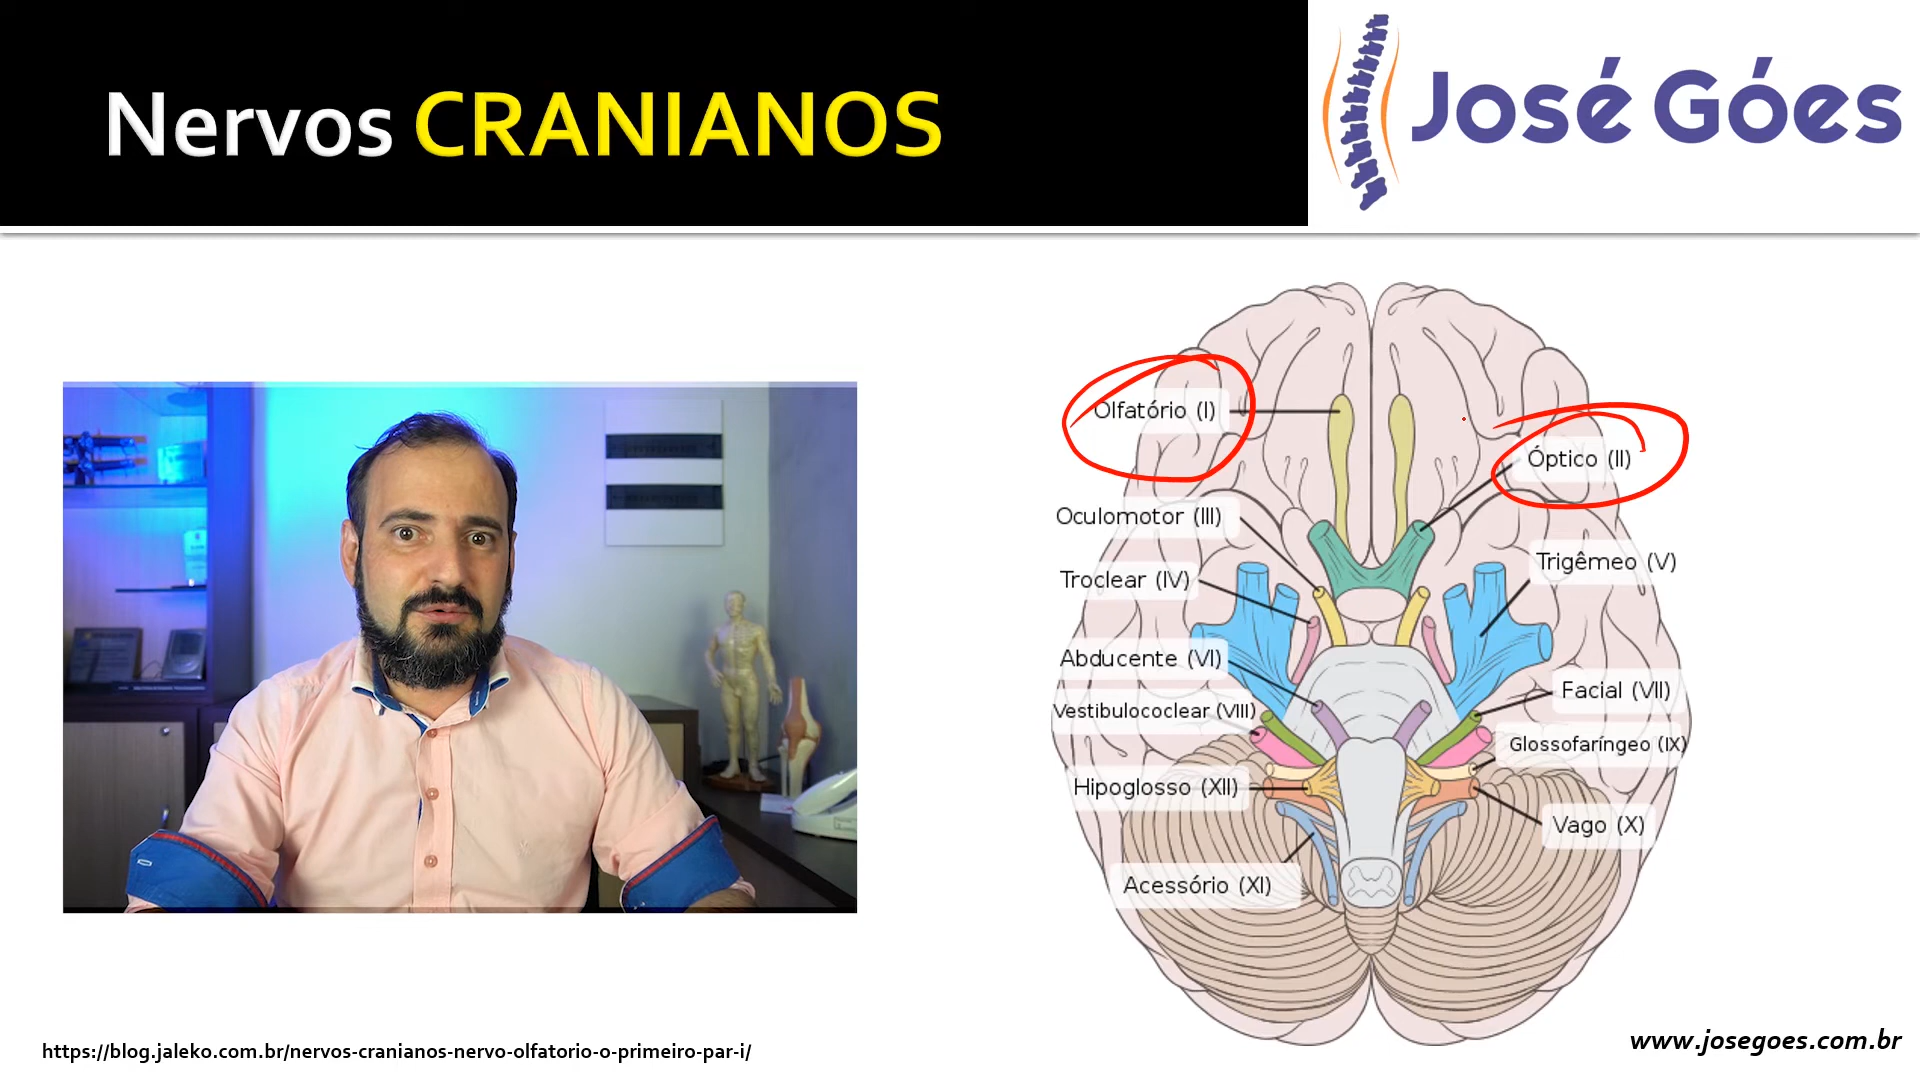 Nervos CRANIANOS
José Góes
Olfatório (I)
Óptico (II)
Oculomotor (III)
Trigêmeo (V)
Troclear (IV)
Abducente (VI)
Facial (VII)
Vestibulococlear (VIII)
Glossofaríngeo (IX)
Hipoglosso (XII)
Vago (X)
Acessório (XI)
https://blog.jaleko.com.br/nervos-cranianos-nervo-olfatorio-o-primeiro-par-i/
www.josegoes.com.br